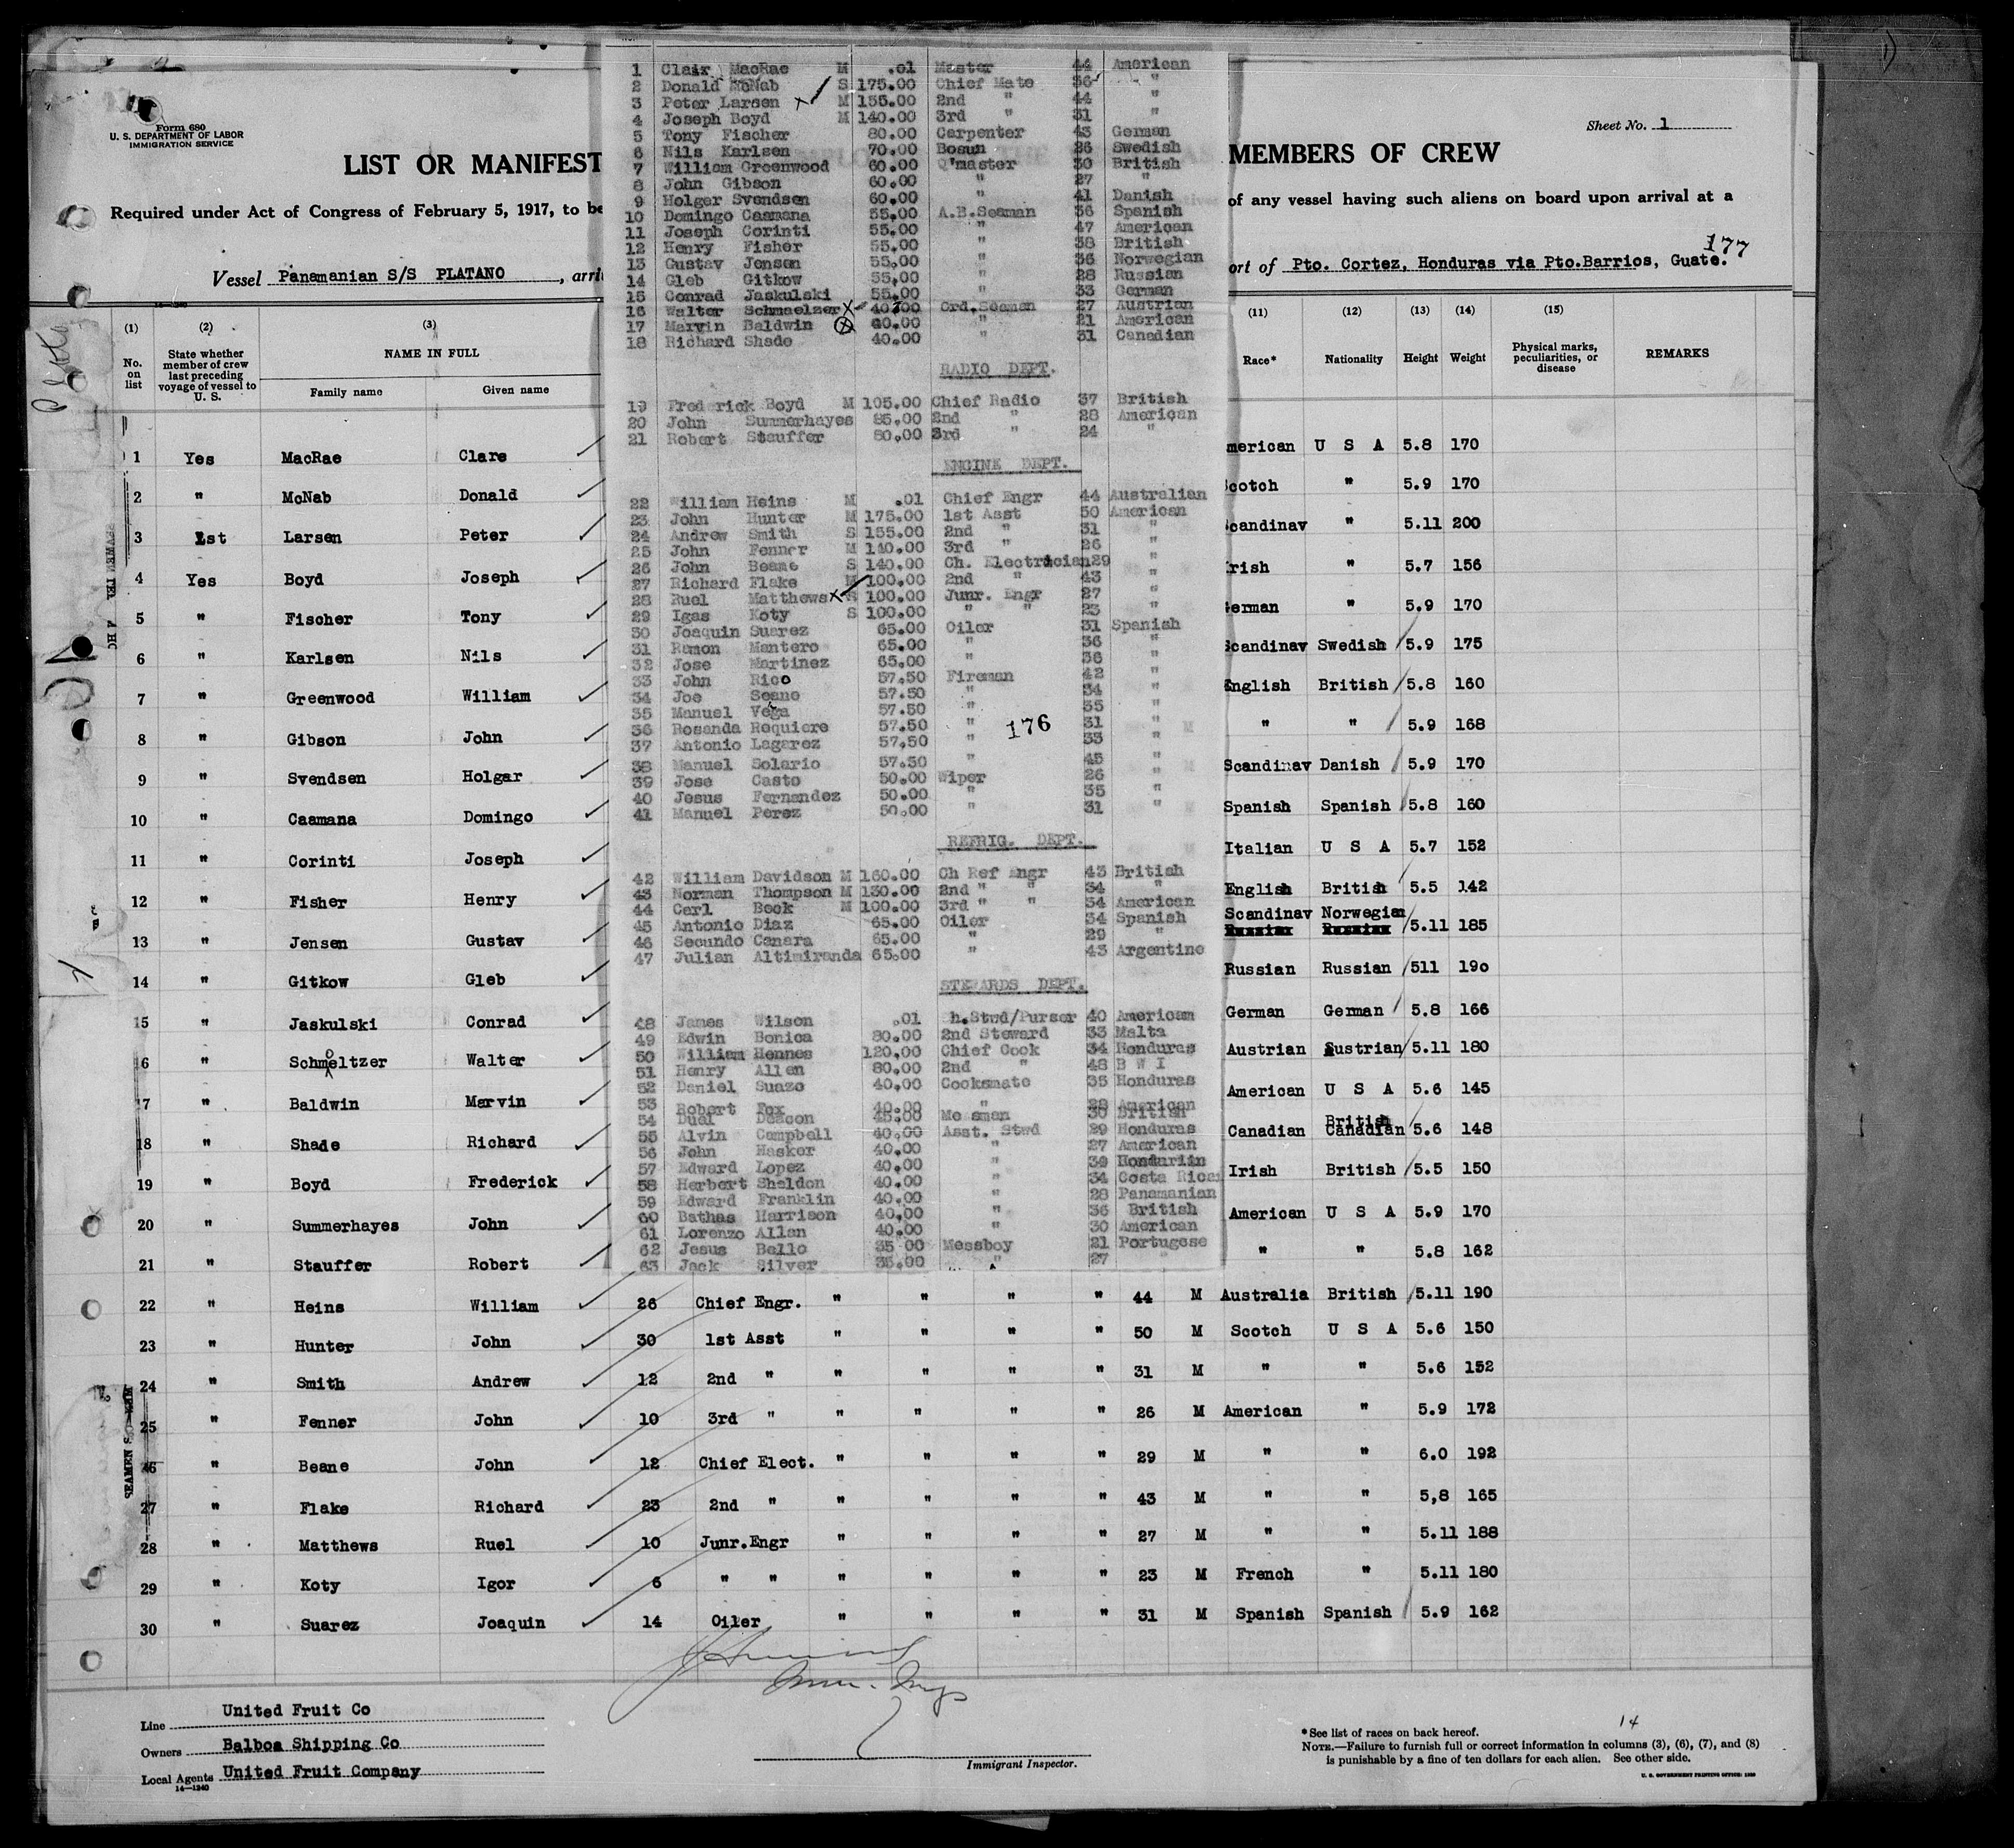 Form 680
U. S. DEPARTMENT OF LABOR
IMMIGRATION SERVICE
Sheet No. 1
LIST OR MANIFEST
MEMBERS OF CREW
Required under Act of Congress of February 5, 1917, to be
of any vessel having such aliens on board upon arrival at a
177
Vessel Panamanian S/S PLATANO , arri
ort of Pto. Cortez, Honduras via Pto.Barrios, Guate.
1 Clair MacRae M .01 Master 44 American
2 Donald McNab S 175.00 Chief Mate 36 "
3 Peter Larsen M 155.00 2nd " 44 "
4 Joseph Boyd M 140.00 3rd " 31 "
5 Tony Fischer 80.00 Carpenter 43 German
6 Nils Karlsen 70.00 Bosun 26 Swedish
7 William Greenwood 60.00 Q'master 30 British
8 John Gibson 60.00 " 27 "
9 Holger Svendsen 60.00 " 41 Danish
10 Domingo Caamana 55.00 A.B.Seaman 36 Spanish
11 Joseph Corinti 55.00 " 47 American
12 Henry Fisher 55.00 " 38 British
13 Gustav Jensen 55.00 " 36 Norwegian
14 Gleb Gitkow 55.00 " 28 Russian
15 Conrad Jaskulski 55.00 " 33 German
16 Walter Schmaelzer 40.00 Ord.Seaman 27 Austrian
17 Marvin Baldwin 40.00 " 21 American
18 Richard Shade 40.00 " 31 Canadian
RADIO DEPT.
19 Frederick Boyd M 105.00 Chief Radio 37 British
20 John Summerhayes 85.00 2nd " 28 American
21 Robert Stauffer 80.00 3rd " 24 "
ENGINE DEPT.
22 William Heins M .01 Chief Engr 44 Australian
23 John Hunter M 175.00 1st Asst 50 American
24 Andrew Smith S 155.00 2nd " 31 "
25 John Fenner M 140.00 3rd " 26 "
26 John Beane S 140.00 Ch. Electrician 29 "
27 Richard Flake M 100.00 2nd " 43 "
28 Ruel Matthews S 100.00 Junr. Engr 27 "
29 Igas Koty S 100.00 " " 23 "
30 Joaquin Suarez 65.00 Oiler 31 Spanish
31 Ramon Mantero 65.00 " 36 "
32 Jose Martinez 65.00 " 36 "
33 John Rico 57.50 Fireman 42 "
34 Joe Seane 57.50 " 34 "
35 Manuel Vega 57.50 " 35 "
36 Rosanda Requiere 57.50 " 31 "
176
37 Antonio Lagarez 57.50 33 "
38 Manuel Solario 57.50 " 45 "
39 Jose Casto 50.00 Wiper 26 "
40 Jesus Fernandez 50.00 " 35 "
41 Manuel Perez 50.00 " 31 "
REFRIG. DEPT.
42 William Davidson M 160.00 Ch Ref Engr 43 British
43 Norman Thompson M 130.00 2nd " " 34 "
44 Carl Beck M 100.00 3rd " " 34 American
45 Antonio Diaz 65.00 Oiler 34 Spanish
46 Secundo Canara 65.00 " 29 "
47 Julian Altimiranda 65.00 " 43 Argentine
STEWARDS DEPT.
48 James Wilson .01 Ch.Stwd/Purser 40 American
49 Edwin Bonica 80.00 2nd Steward 33 Malta
50 William Hennes 120.00 Chief Cook 34 Honduras
51 Henry Allen 80.00 2nd " 48 B W I
52 Daniel Suazo 40.00 Cooksmate 35 Honduras
53 Robert Fox 40.00 " 28 American
54 Dual Deacon 45.00 Messman 30 British
55 Alvin Campbell 40.00 Asst. Stwd 29 Honduras
56 John Hasker 40.00 " 27 American
57 Edward Lopez 40.00 " 39 Hondariin
58 Herbert Sheldon 40.00 " 34 Costa Rica
59 Edward Franklin 40.00 " 28 Panamanian
60 Bathas Harrison 40.00 " 36 British
61 Lorenzo Allen 40.00 " 30 American
62 Jesus Bello 35 00 Messboy 21 Portugese
63 Jack Silver 35.00 " 27 "
(1) (2) (3) (11) (12) (13) (14) (15)
No. on list
State whether member of crew last preceding voyage of vessel to U. S.
NAME IN FULL
Family name Given name
Race* Nationality Height Weight
Physical marks, peculiarities, or disease
REMARKS
1 Yes MacRae Clare merican U S A 5.8 170
2 " McNab Donald cotch " 5.9 170
3 1st Larsen Peter candinav " 5.11 200
4 Yes Boyd Joseph rish " 5.7 156
5 " Fischer Tony erman " 5.9 170
6 " Karlsen Nils candinav Swedish 5.9 175
7 " Greenwood William English British 5.8 160
8 " Gibson John " " 5.9 168
9 " Svendsen Holgar Scandinav Danish 5.9 170
10 " Caamana Domingo Spanish Spanish 5.8 160
11 " Corinti Joseph Italian U S A 5.7 152
12 " Fisher Henry English British 5.5 142
13 " Jensen Gustav Scandinav Norwegian 5.11 185
Russian Russian
14 " Gitkow Gleb Russian Russian 511 190
15 " Jaskulski Conrad German German 5.8 166
16 " Schmeltzer Walter Austrian Austrian 5.11 180
17 " Baldwin Marvin American U S A 5.6 145
British
18 " Shade Richard Canadian Canadian 5.6 148
19 " Boyd Frederick Irish British 5.5 150
20 " Summerhayes John American U S A 5.9 170
21 " Stauffer Robert " " 5.8 162
22 " Heins William 26 Chief Engr. " " " " 44 M Australia British 5.11 190
23 " Hunter John 30 1st Asst " " " " 50 M Scotch U S A 5.6 150
24 " Smith Andrew 12 2nd " " " " " 31 M " " 5.6 152
25 " Fenner John 10 3rd " " " " " 26 M American " 5.9 172
26 " Beane John 12 Chief Elect. " " " " 29 M " " 6.0 192
27 " Flake Richard 23 2nd " " " " " 43 M " " 5,8 165
28 " Matthews Ruel 10 Junr.Engr " " " " 27 M " " 5.11 188
29 " Koty Igor 6 " " " " " " 23 M French " 5.11 180
30 " Suarez Joaquin 14 Oiler " " " " 31 M Spanish Spanish 5.9 162
Line United Fruit Co
Owners Balboa Shipping Co
Local Agents United Fruit Company
14—1240
Immigrant Inspector.
14
*See list of races on back hereof.
NOTE.—Failure to furnish full or correct information in columns (3), (6), (7), and (8)
is punishable by a fine of ten dollars for each alien. See other side.
U. S. GOVERNMENT PRINTING OFFICE